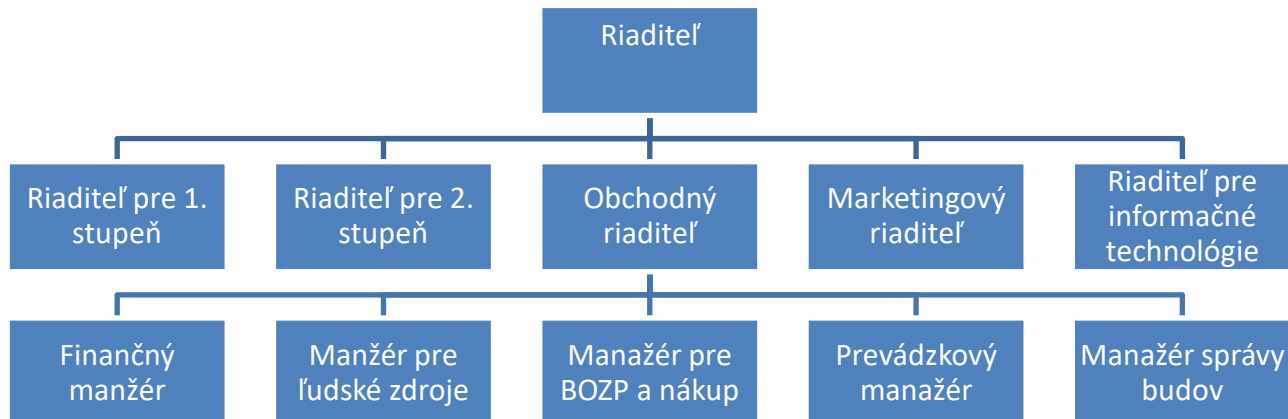 Riaditeľ
Riaditeľ pre 1.
stupeň
Riaditeľ pre 2.
stupeň
Obchodný
riaditeľ
Marketingový
riaditeľ
Riaditeľ pre
informačné
technológie
Finančný
manžér
Manžér pre
ľudské zdroje
Manažér pre
BOZP a nákup
Prevádzkový
manažér
Manažér správy
budov